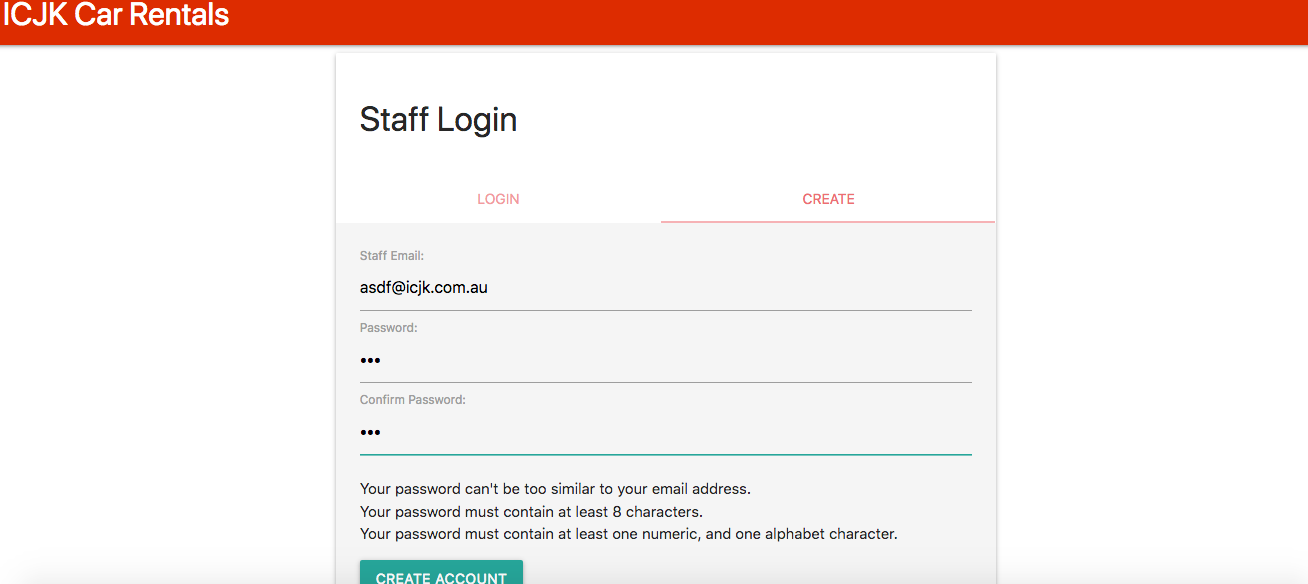 ICJK Car Rentals
Staff Login
LOGIN CREATE
Staff Email:
asdf@icjk.com.au
Password:
•••
Confirm Password:
•••
Your password can't be too similar to your email address.
Your password must contain at least 8 characters.
Your password must contain at least one numeric, and one alphabet character.
CREATE ACCOUNT